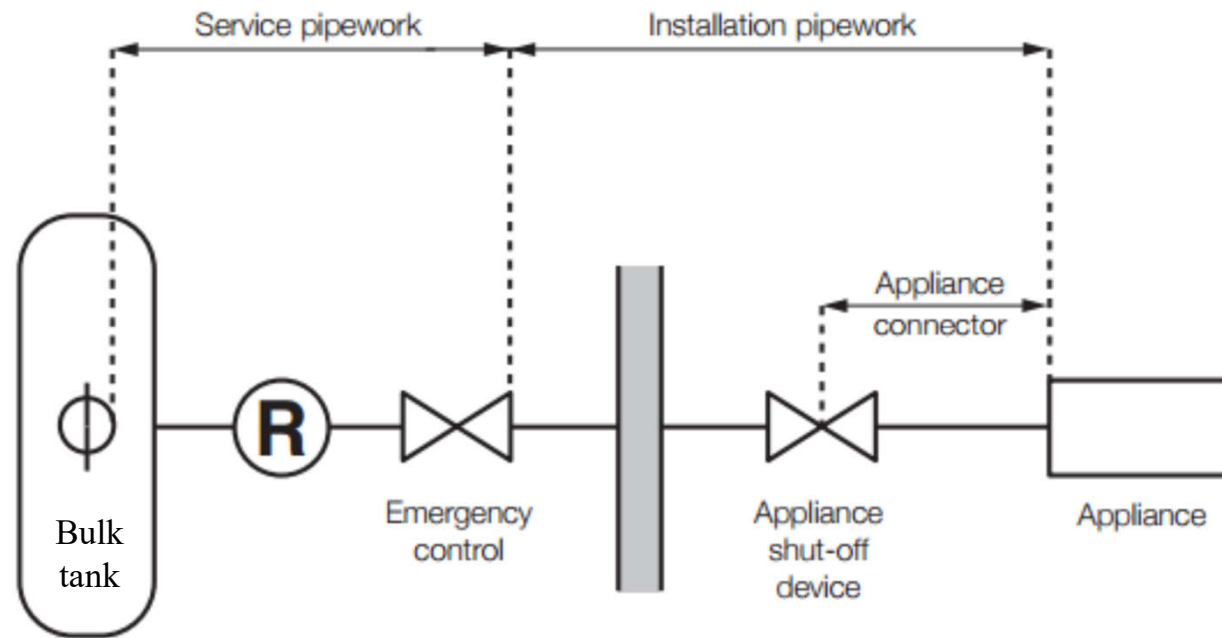 Service pipework
Installation pipework
Appliance
connector
R
Bulk
tank
Emergency
control
Appliance
shut-off
device
Appliance